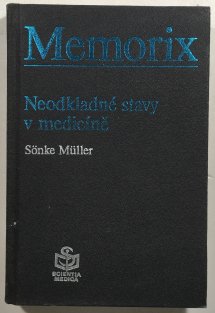 Memorix
Neodkladné stavy
v medicíně
Sönke Müller
SCIENTIA
MEDICA